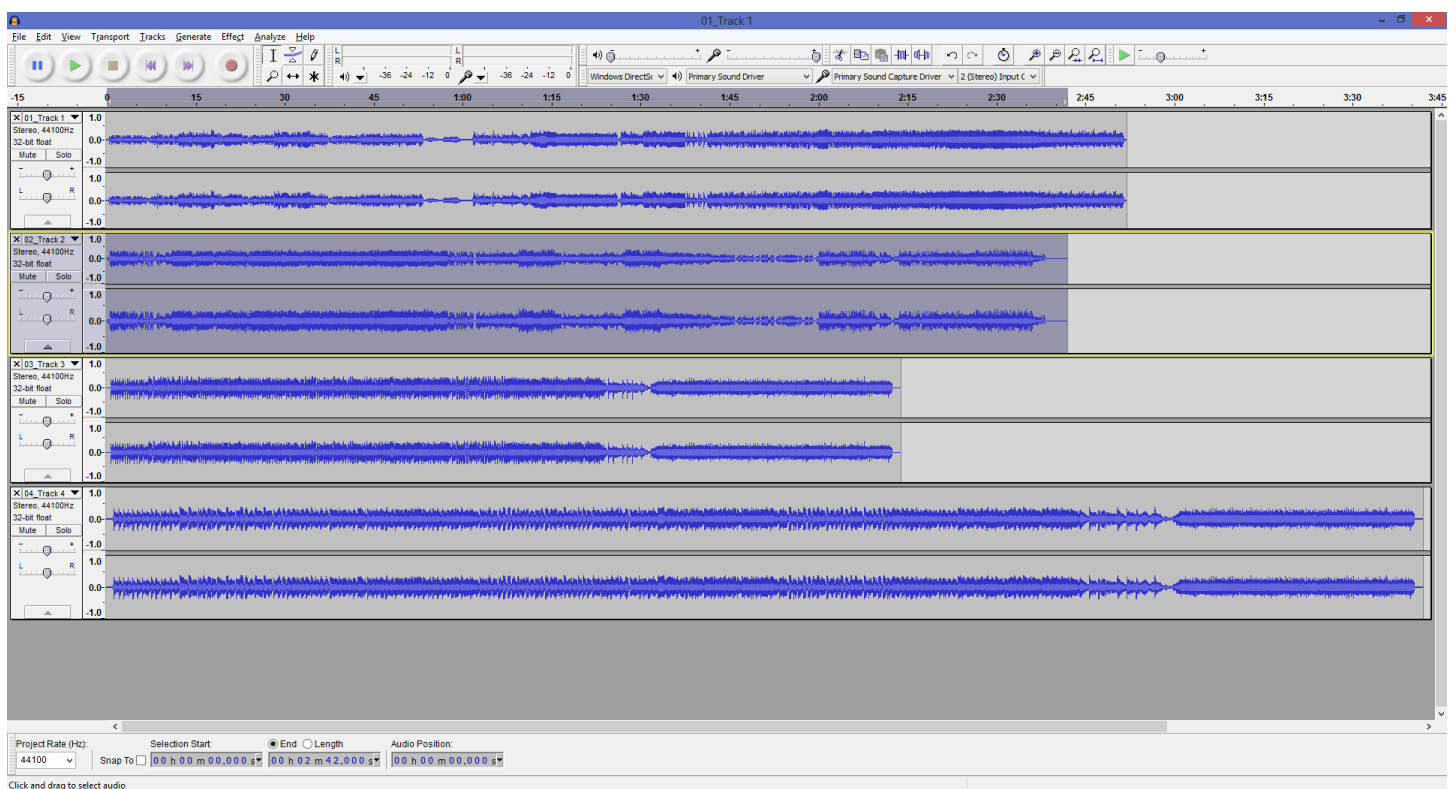 01_Track 1
File Edit View Transport Tracks Generate Effect Analyze Help
L L
R R
-36 -24 -12 0 -36 -24 -12 0
Windows DirectSc Primary Sound Driver Primary Sound Capture Driver 2 (Stereo) Input C
-15 0 15 30 45 1:00 1:15 1:30 1:45 2:00 2:15 2:30 2:45 3:00 3:15 3:30 3:45
01_Track 1 1.0
Stereo, 44100Hz
32-bit float 0.0
Mute Solo -1.0
- + 1.0
L R 0.0
-1.0
02_Track 2 1.0
Stereo, 44100Hz
32-bit float 0.0
Mute Solo -1.0
- + 1.0
L R 0.0
-1.0
03_Track 3 1.0
Stereo, 44100Hz
32-bit float 0.0
Mute Solo -1.0
- + 1.0
L R 0.0
-1.0
04_Track 4 1.0
Stereo, 44100Hz
32-bit float 0.0
Mute Solo -1.0
- + 1.0
L R 0.0
-1.0
Project Rate (Hz): Selection Start: End Length Audio Position:
44100 Snap To 00 h 00 m 00,000 s 00 h 02 m 42,000 s 00 h 00 m 00,000 s
Click and drag to select audio